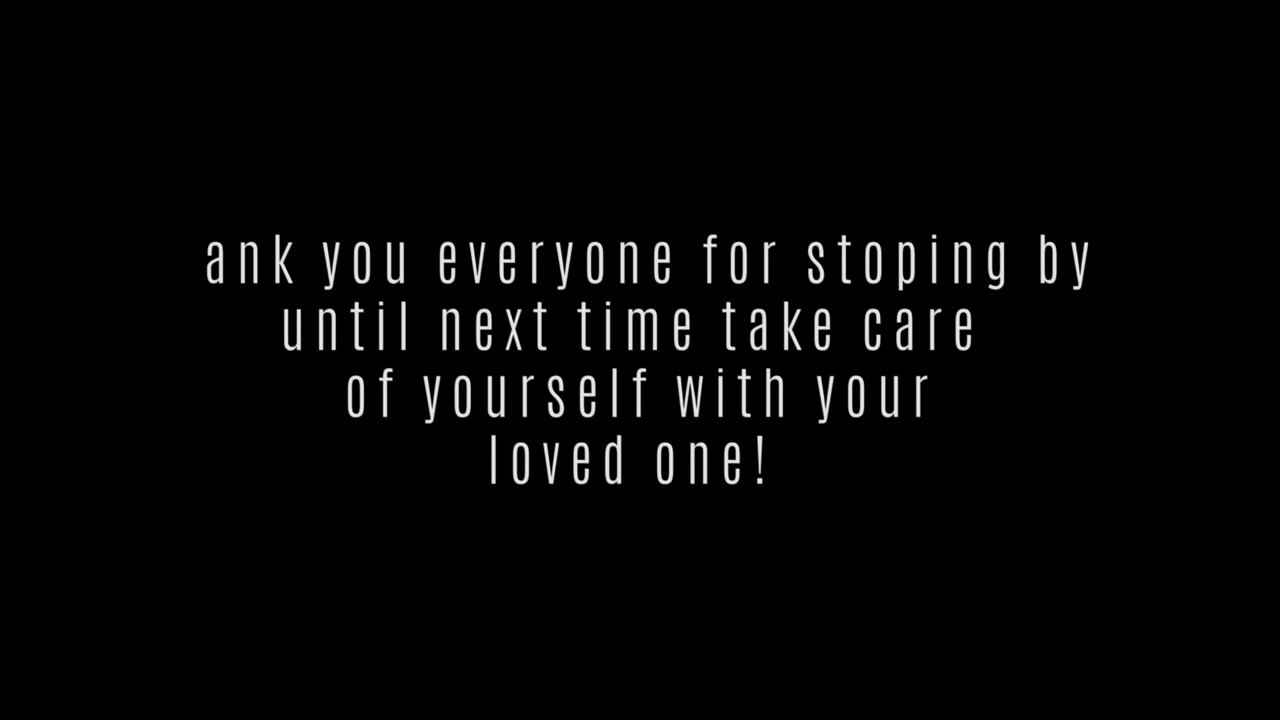 ank you everyone for stoping by
until next time take care
of yourself with your
loved one!